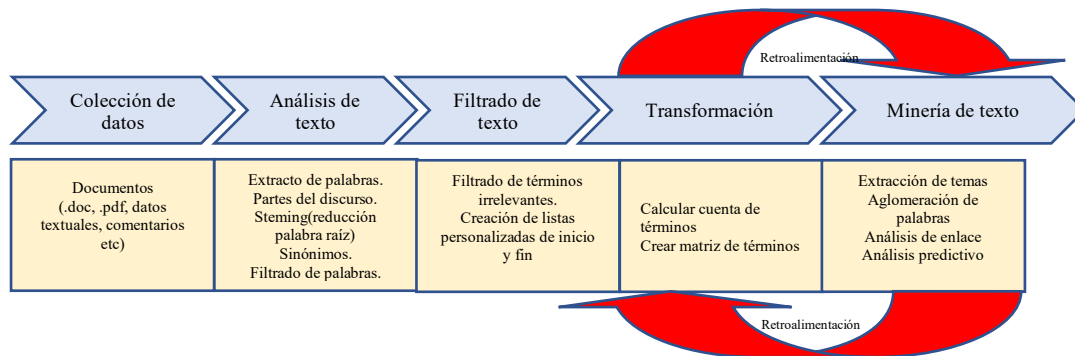 Retroalimentación
Colección de
datos
Análisis de
texto
Filtrado de
texto
Transformación
Minería de texto
Documentos
(.doc, .pdf, datos
textuales, comentarios
etc)
Extracto de palabras.
Partes del discurso.
Steming(reducción
palabra raíz)
Sinónimos.
Filtrado de palabras.
Filtrado de términos
irrelevantes.
Creación de listas
personalizadas de inicio
y fin
Calcular cuenta de
términos
Crear matriz de términos
Extracción de temas
Aglomeración de
palabras
Análisis de enlace
Análisis predictivo
Retroalimentación